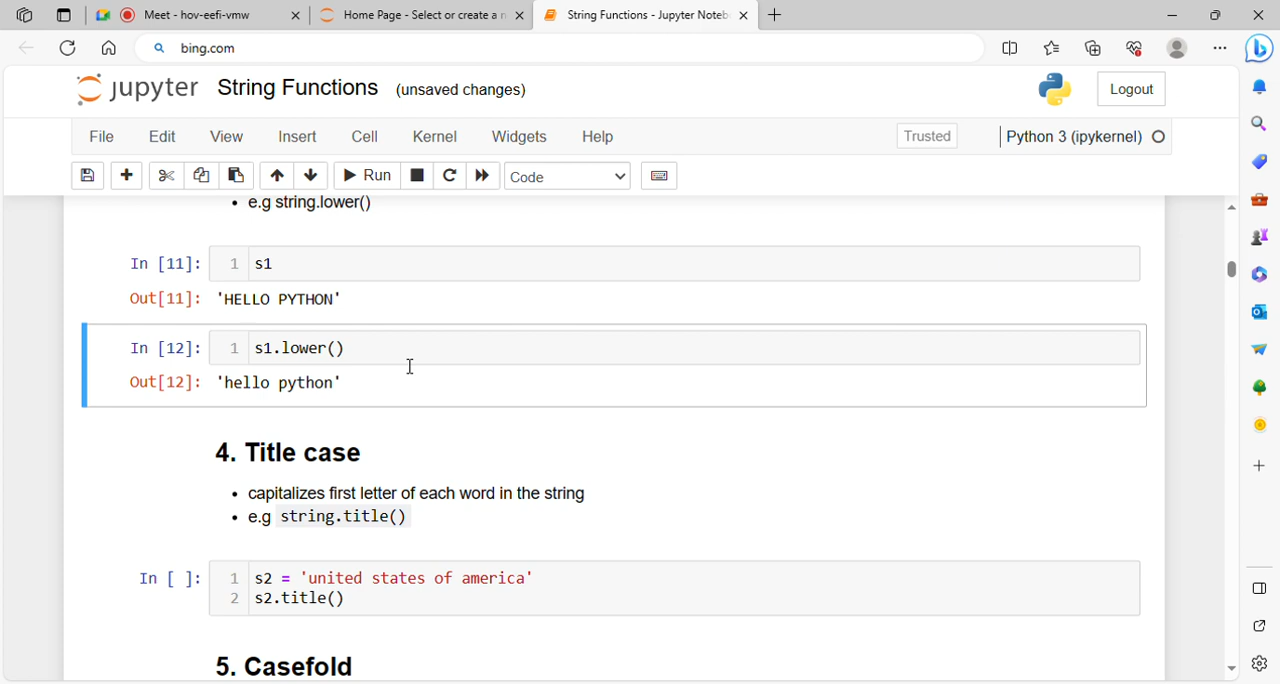 Meet - hov-eefi-vmw
Home Page - Select or create a n
String Functions - Jupyter Noteb
bing.com
jupyter String Functions (unsaved changes)
Logout
File Edit View Insert Cell Kernel Widgets Help
Trusted
Python 3 (ipykernel)
Run
Code
• e.g string.lower()
In [11]: 1 s1
Out[11]: 'HELLO PYTHON'
In [12]: 1 s1.lower()
Out[12]: 'hello python'
4. Title case
• capitalizes first letter of each word in the string
• e.g string.title()
In [ ]: 1 s2 = 'united states of america'
2 s2.title()
5. Casefold